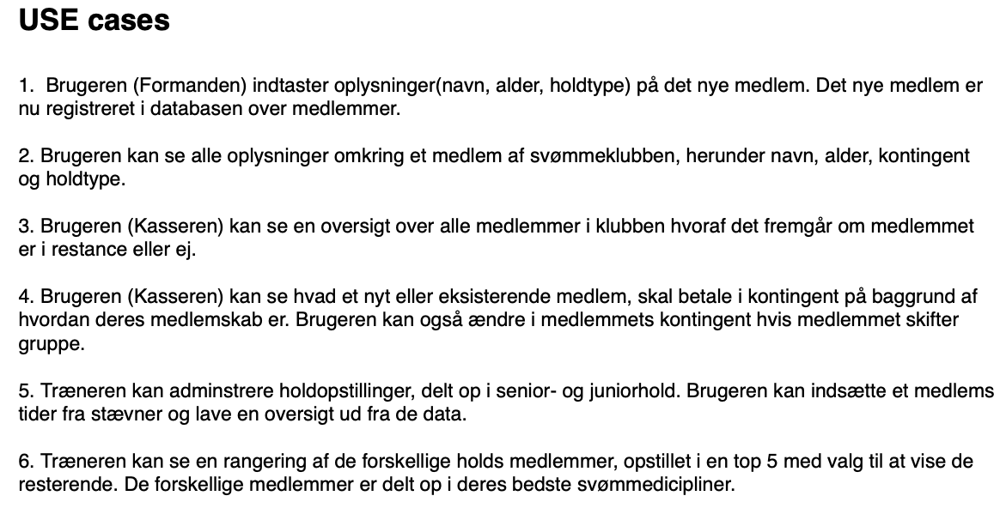 USE cases
1.  Brugeren (Formanden) indtaster oplysninger(navn, alder, holdtype) på det nye medlem. Det nye medlem er
nu registreret i databasen over medlemmer.
2. Brugeren kan se alle oplysninger omkring et medlem af svømmeklubben, herunder navn, alder, kontingent
og holdtype.
3. Brugeren (Kasseren) kan se en oversigt over alle medlemmer i klubben hvoraf det fremgår om medlemmet
er i restance eller ej.
4. Brugeren (Kasseren) kan se hvad et nyt eller eksisterende medlem, skal betale i kontingent på baggrund af
hvordan deres medlemskab er. Brugeren kan også ændre i medlemmets kontingent hvis medlemmet skifter
gruppe.
5. Træneren kan adminstrere holdopstillinger, delt op i senior- og juniorhold. Brugeren kan indsætte et medlems
tider fra stævner og lave en oversigt ud fra de data.
6. Træneren kan se en rangering af de forskellige holds medlemmer, opstillet i en top 5 med valg til at vise de
resterende. De forskellige medlemmer er delt op i deres bedste svømmedicipliner.